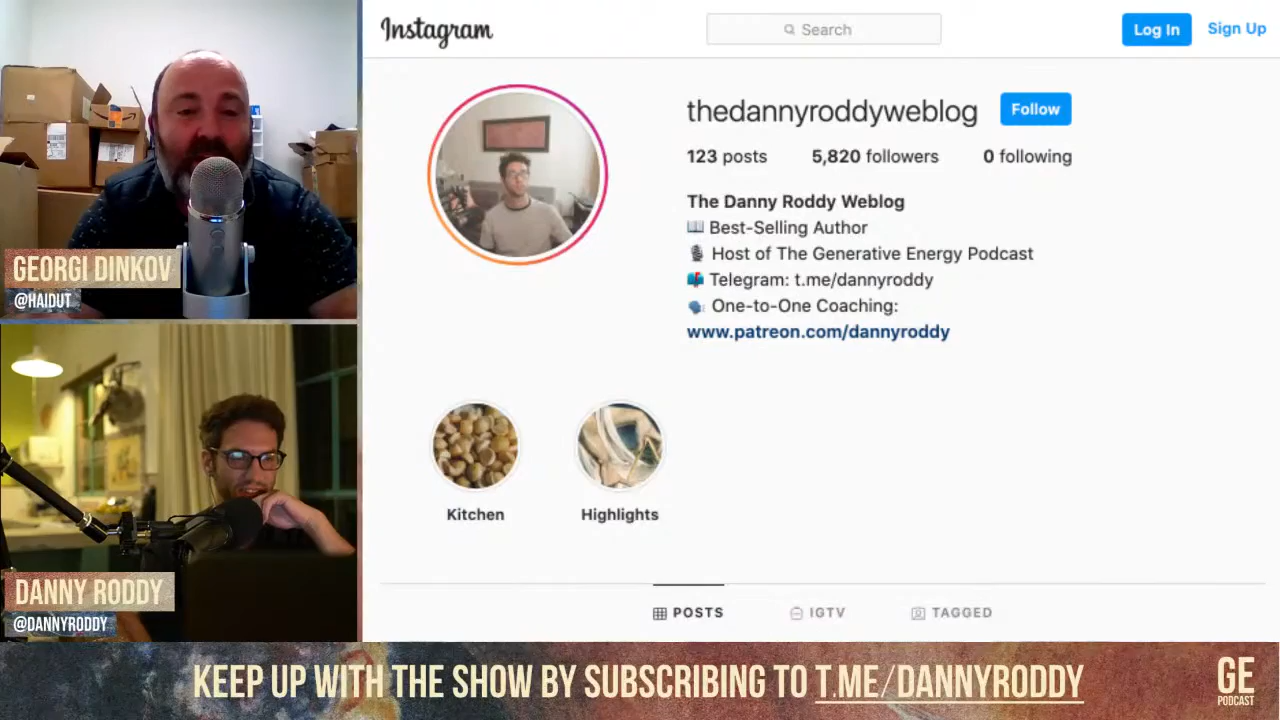 GEORGI DINKOV
@HAIDUT
DANNY RODDY
@DANNYRODDY
Instagram
Search
Log In
Sign Up
thedannyroddyweblog
Follow
123 posts
5,820 followers
0 following
The Danny Roddy Weblog
📖 Best-Selling Author
🎙 Host of The Generative Energy Podcast
📬 Telegram: t.me/dannyroddy
🗣 One-to-One Coaching:
www.patreon.com/dannyroddy
Kitchen
Highlights
POSTS
IGTV
TAGGED
KEEP UP WITH THE SHOW BY SUBSCRIBING TO T.ME/DANNYRODDY
GE
PODCAST